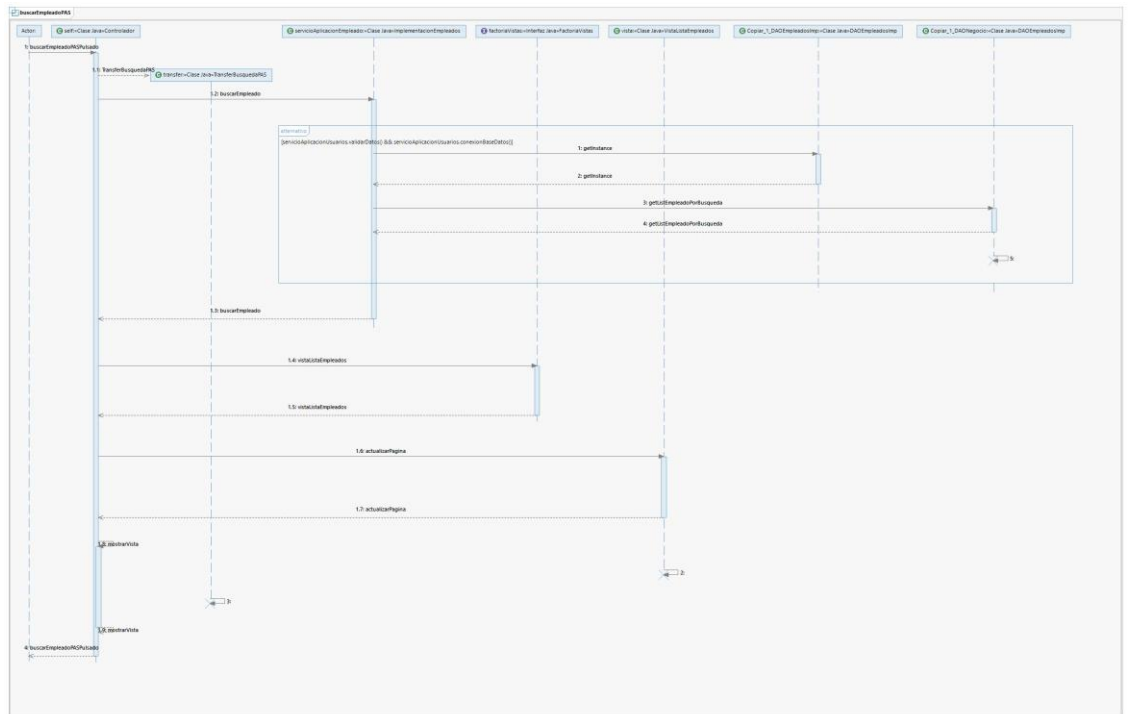 buscarEmpleadoPAS
Actor
self:<Clase Java>Controlador
servicioAplicacionEmpleado:<Clase Java>ImplementacionEmpleados
factoriaVistas:<Interfaz Java>FactoriaVistas
vista:<Clase Java>VistaListaEmpleados
Copiar_1_DAOEmpleadosImp:<Clase Java>DAOEmpleadosImp
Copiar_1_DAONegocio:<Clase Java>DAOEmpleadosImp
1: buscarEmpleadoPASPulsado
1.1: TransferBusquedaPAS
transfer:<Clase Java>TransferBusquedaPAS
1.2: buscarEmpleado
alternativo
[servicioAplicacionUsuarios.validarDatos() && servicioAplicacionUsuarios.conexionBaseDatos()]
1: getInstance
2: getInstance
3: getListEmpleadoPorBusqueda
4: getListEmpleadoPorBusqueda
5:
1.3: buscarEmpleado
1.4: vistaListaEmpleados
1.5: vistaListaEmpleados
1.6: actualizarPagina
1.7: actualizarPagina
1.8: mostrarVista
2:
3:
1.9: mostrarVista
4: buscarEmpleadoPASPulsado